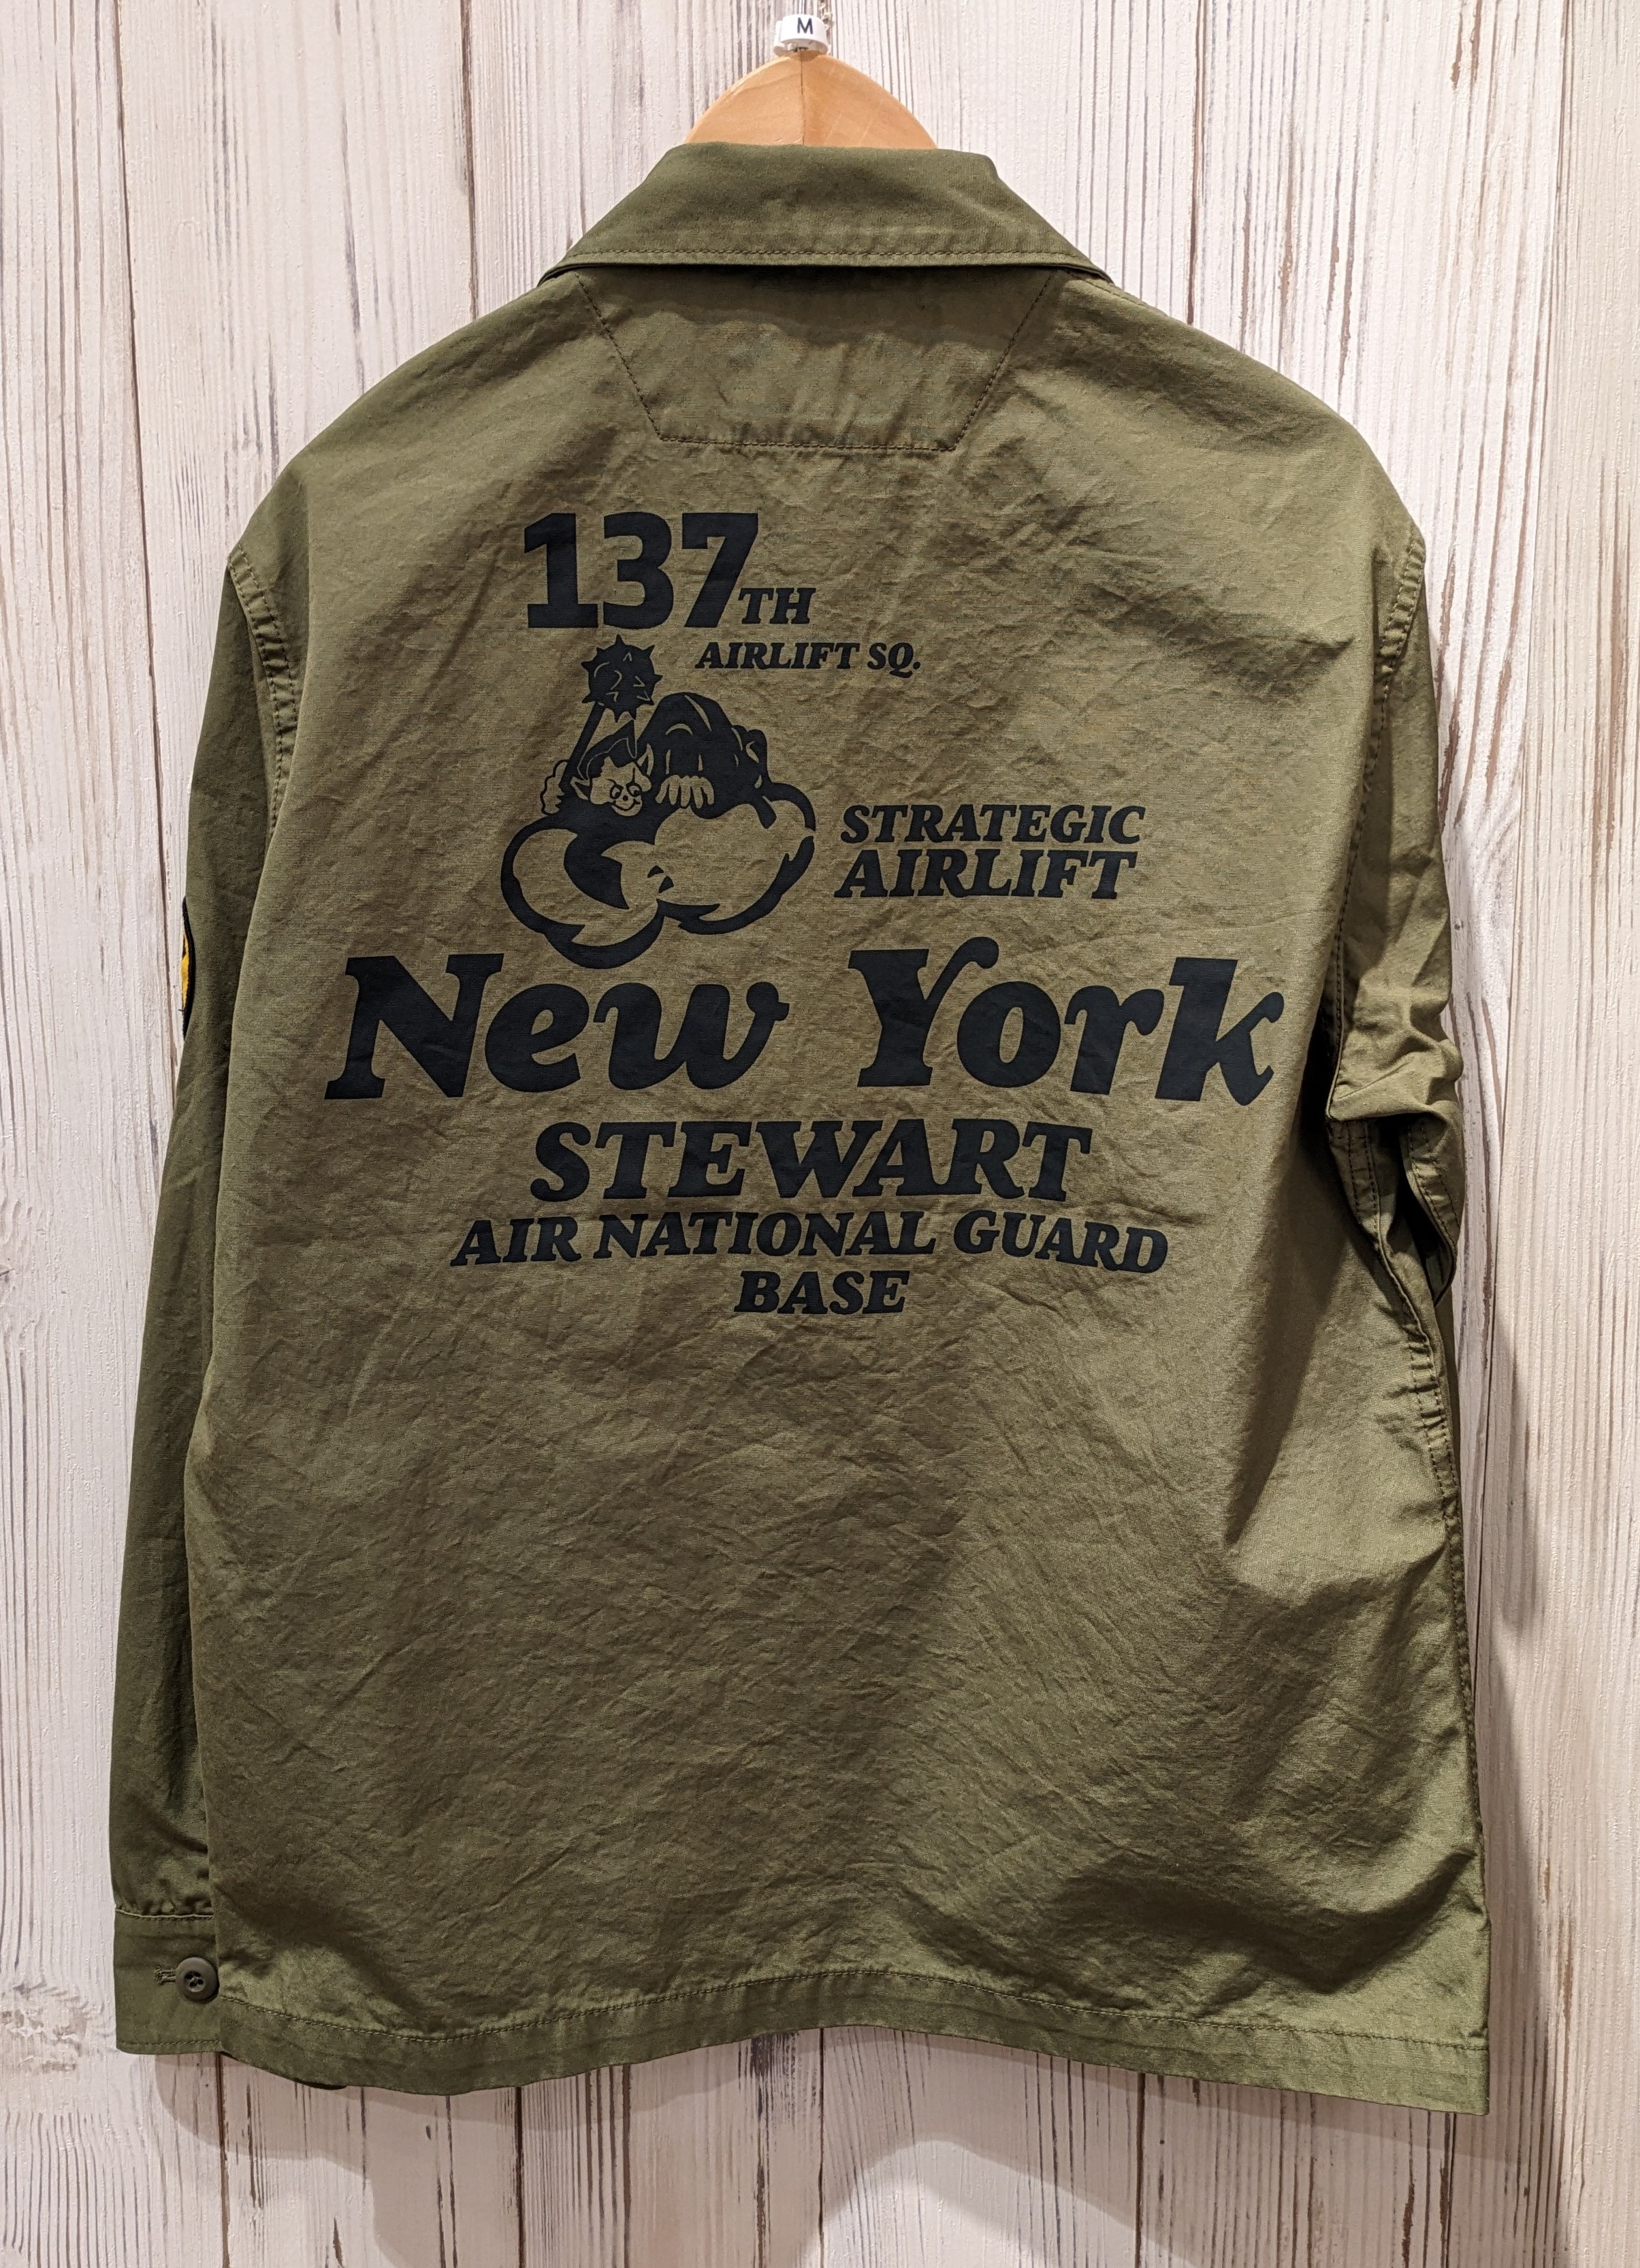 M
137TH
AIRLIFT SQ.
STRATEGIC
AIRLIFT
New York
STEWART
AIR NATIONAL GUARD
BASE